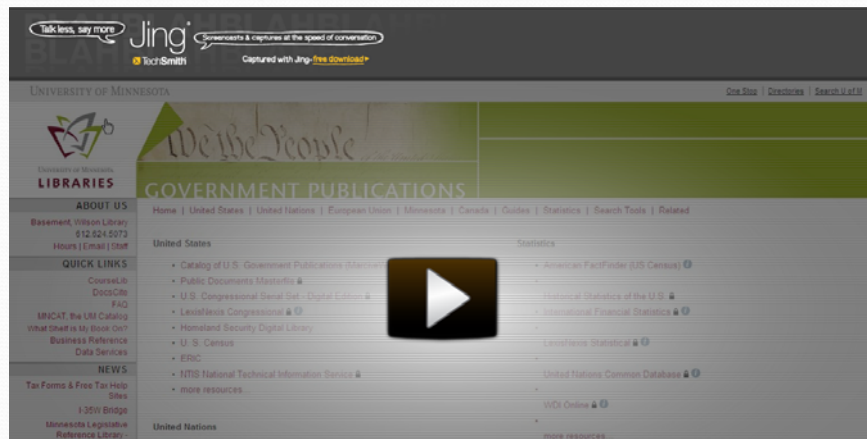 BLAHBLAHBLAHBLAH
Talk less, say more
Jing
Screencasts & captures at the speed of conversation
TechSmith
Captured with Jing-free download
UNIVERSITY OF MINNESOTA
One Stop | Directories | Search U of M
We the People
UNIVERSITY OF MINNESOTA
LIBRARIES
GOVERNMENT PUBLICATIONS
Home | United States | United Nations | European Union | Minnesota | Canada | Guides | Statistics | Search Tools | Related
ABOUT US
Basement, Wilson Library
612.624.5073
Hours | Email | Staff
QUICK LINKS
CourseLib
DocsCite
FAQ
MNCAT, the UM Catalog
What Shelf is My Book On?
Business Reference
Data Services
NEWS
Tax Forms & Free Tax Help
Sites
I-35W Bridge
Minnesota Legislative
Reference Library -
United States
Catalog of U.S. Government Publications
Public Documents Masterfile
U.S. Congressional Serial Set - Digital Edition
LexisNexis Congressional
Homeland Security Digital Library
U. S. Census
ERIC
NTIS National Technical Information Service
more resources...
United Nations
Statistics
American FactFinder (US Census)
Historical Statistics of the U.S.
International Financial Statistics
LexisNexis Statistical
United Nations Common Database
WDI Online
more resources...